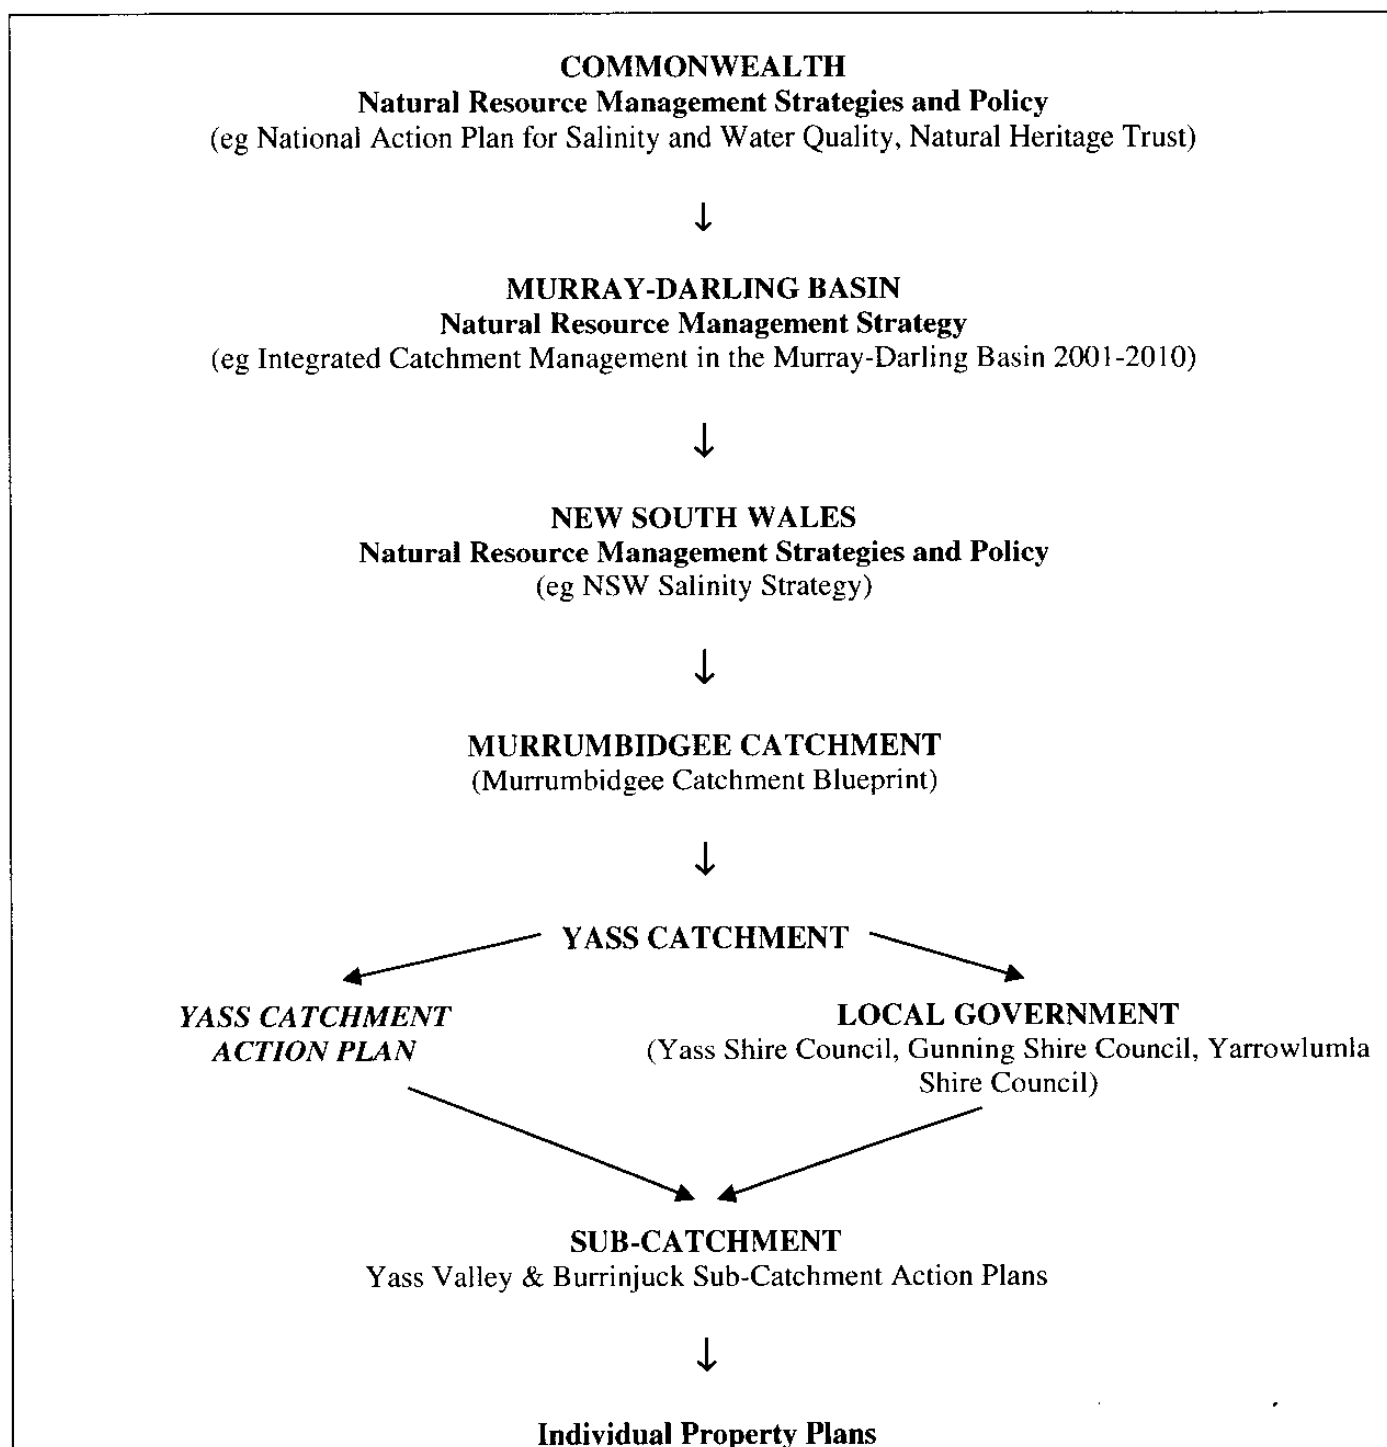 COMMONWEALTH
Natural Resource Management Strategies and Policy
(eg National Action Plan for Salinity and Water Quality, Natural Heritage Trust)
↓
MURRAY-DARLING BASIN
Natural Resource Management Strategy
(eg Integrated Catchment Management in the Murray-Darling Basin 2001-2010)
↓
NEW SOUTH WALES
Natural Resource Management Strategies and Policy
(eg NSW Salinity Strategy)
↓
MURRUMBIDGEE CATCHMENT
(Murrumbidgee Catchment Blueprint)
↓
YASS CATCHMENT
YASS CATCHMENT
ACTION PLAN
LOCAL GOVERNMENT
(Yass Shire Council, Gunning Shire Council, Yarrowlumla
Shire Council)
SUB-CATCHMENT
Yass Valley & Burrinjuck Sub-Catchment Action Plans
↓
Individual Property Plans